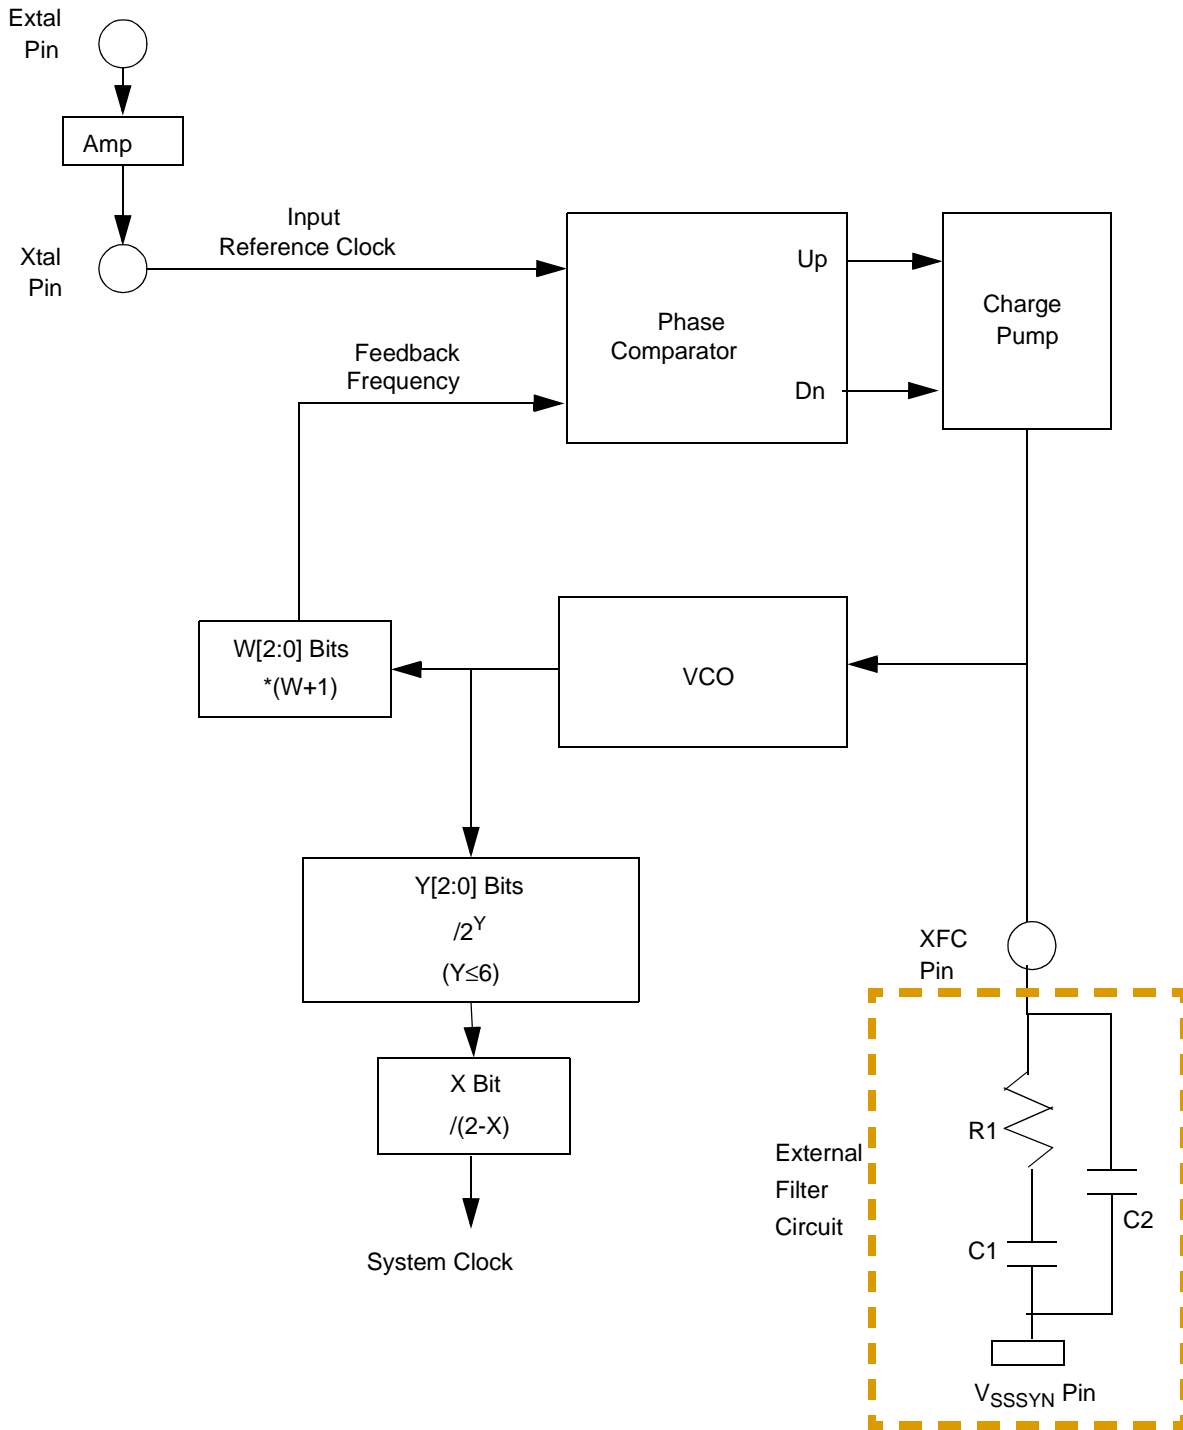 Extal
Pin
Amp
Xtal
Pin
Input
Reference Clock
Feedback
Frequency
Up
Phase
Comparator
Dn
Charge
Pump
W[2:0] Bits
*(W+1)
VCO
Y[2:0] Bits
/2^Y
(Y≤6)
X Bit
/(2-X)
System Clock
XFC
Pin
External
Filter
Circuit
R1
C1
C2
V_SSSYN Pin